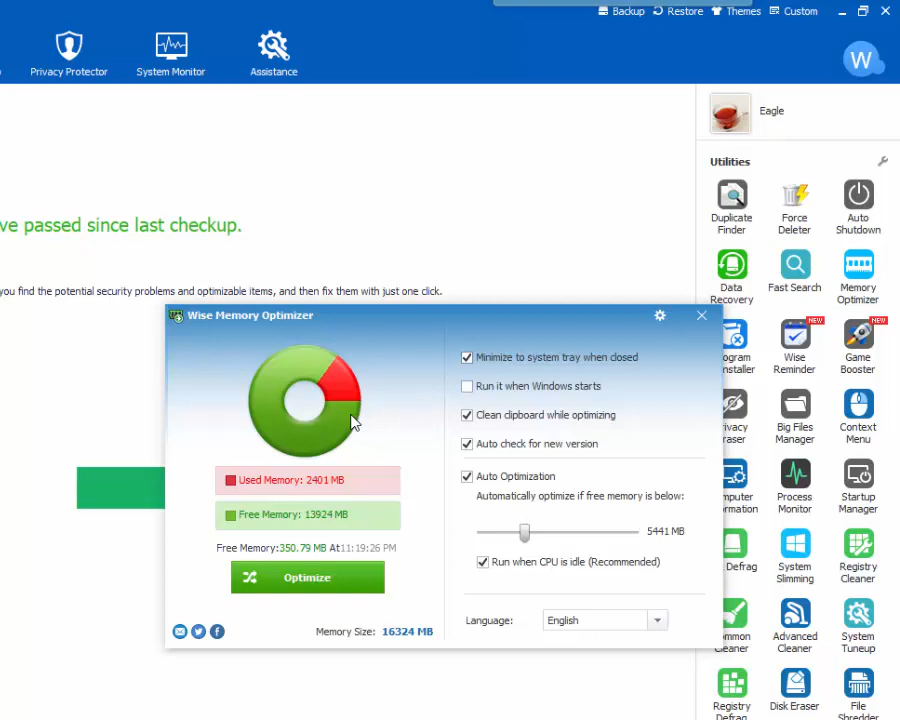 Backup Restore Themes Custom
Privacy Protector System Monitor Assistance
W
Eagle
Utilities
Duplicate Finder
Force Deleter
Auto Shutdown
ve passed since last checkup.
Data Recovery
Fast Search
Memory Optimizer
you find the potential security problems and optimizable items, and then fix them with just one click.
Wise Memory Optimizer
NEW
NEW
ogram
nstaller
Wise Reminder
Game Booster
Minimize to system tray when closed
Run it when Windows starts
Clean clipboard while optimizing
Auto check for new version
ivacy
raser
Big Files Manager
Context Menu
Used Memory: 2401 MB
Free Memory: 13924 MB
Free Memory:350.79 MB At11:19:26 PM
Optimize
Memory Size: 16324 MB
Auto Optimization
Automatically optimize if free memory is below:
5441 MB
Run when CPU is idle (Recommended)
Language: English
mputer
ormation
Process Monitor
Startup Manager
Defrag
System Slimming
Registry Cleaner
mmon
Cleaner
Advanced Cleaner
System Tuneup
Registry Defrag
Disk Eraser
File Shredder